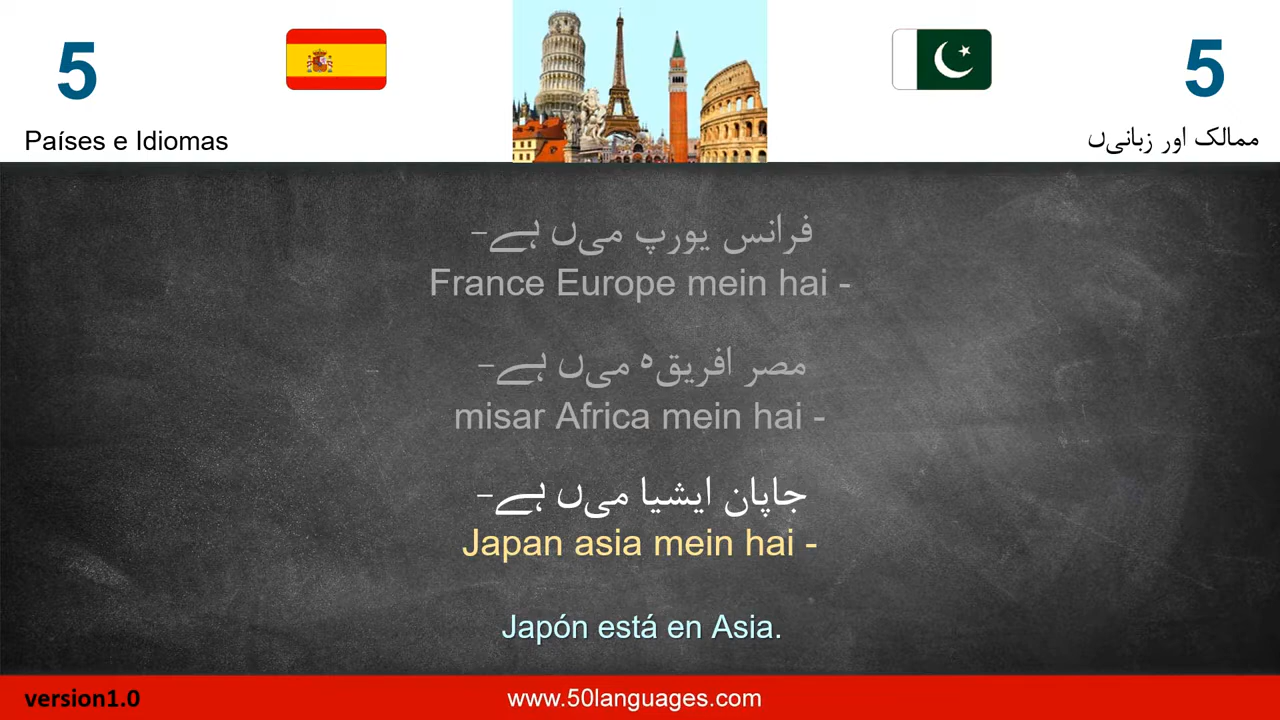 5
5
Países e Idiomas
ممالک اور زبانیں
فرانس یورپ میں ہے-
France Europe mein hai -
مصر افریقہ میں ہے-
misar Africa mein hai -
جاپان ایشیا میں ہے-
Japan asia mein hai -
Japón está en Asia.
version1.0
www.50languages.com